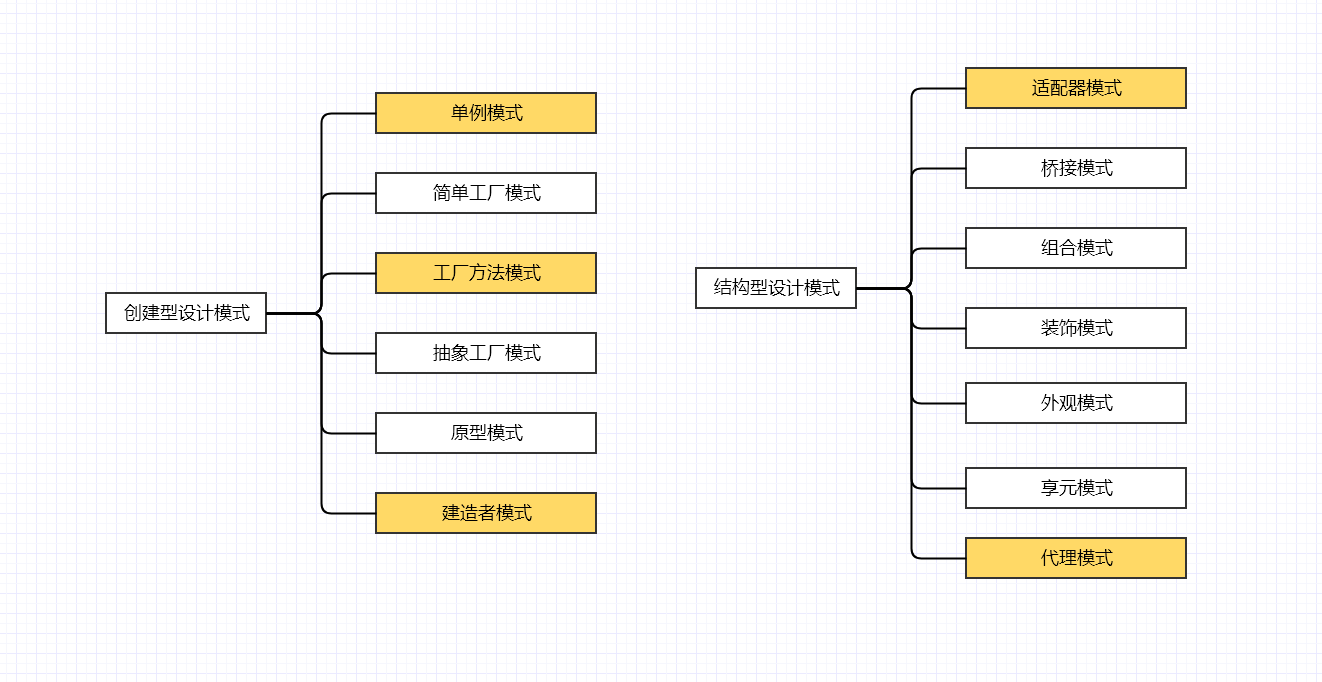 创建型设计模式
单例模式
简单工厂模式
工厂方法模式
抽象工厂模式
原型模式
建造者模式
结构型设计模式
适配器模式
桥接模式
组合模式
装饰模式
外观模式
享元模式
代理模式